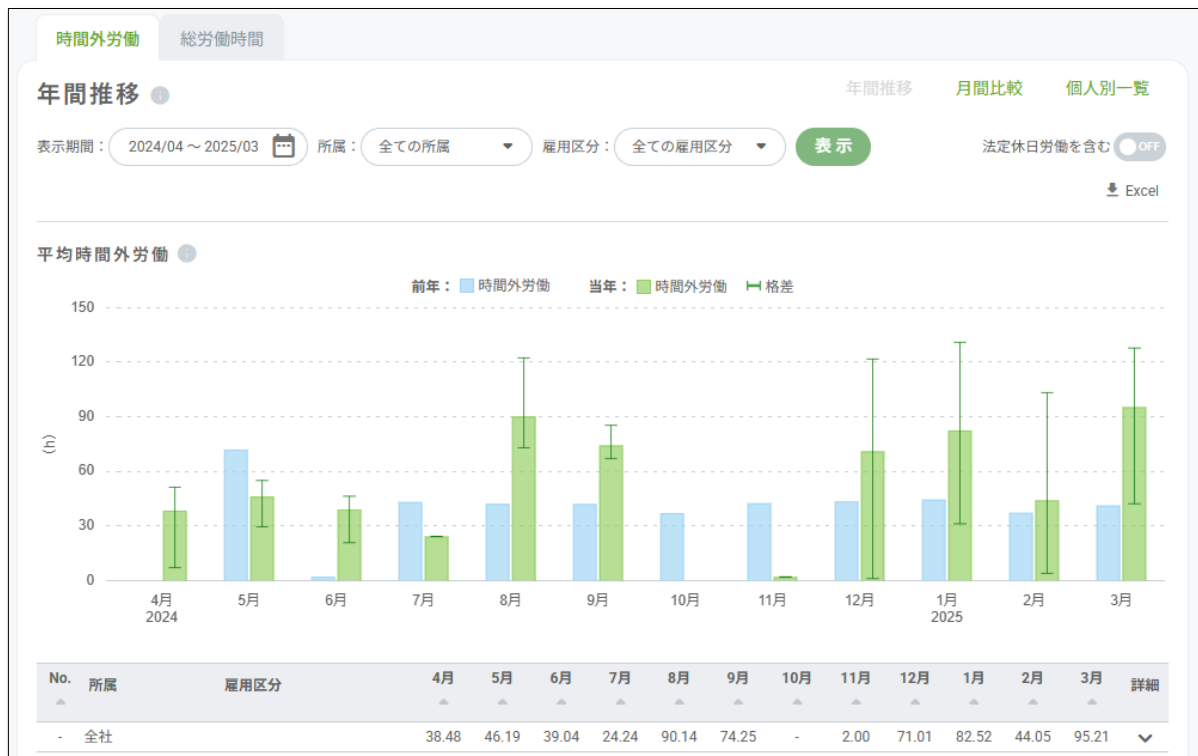 時間外労働 総労働時間
年間推移 年間推移 月間比較 個人別一覧
表示期間： 2024/04 ～ 2025/03 所属： 全ての所属 雇用区分： 全ての雇用区分 表示 法定休日労働を含む OFF
Excel
平均時間外労働
前年： 時間外労働 当年： 時間外労働 格差
150
120
90
(h)
60
30
0
4月 5月 6月 7月 8月 9月 10月 11月 12月 1月 2月 3月
2024 2025
No. 所属 雇用区分 4月 5月 6月 7月 8月 9月 10月 11月 12月 1月 2月 3月 詳細
- 全社 38.48 46.19 39.04 24.24 90.14 74.25 - 2.00 71.01 82.52 44.05 95.21